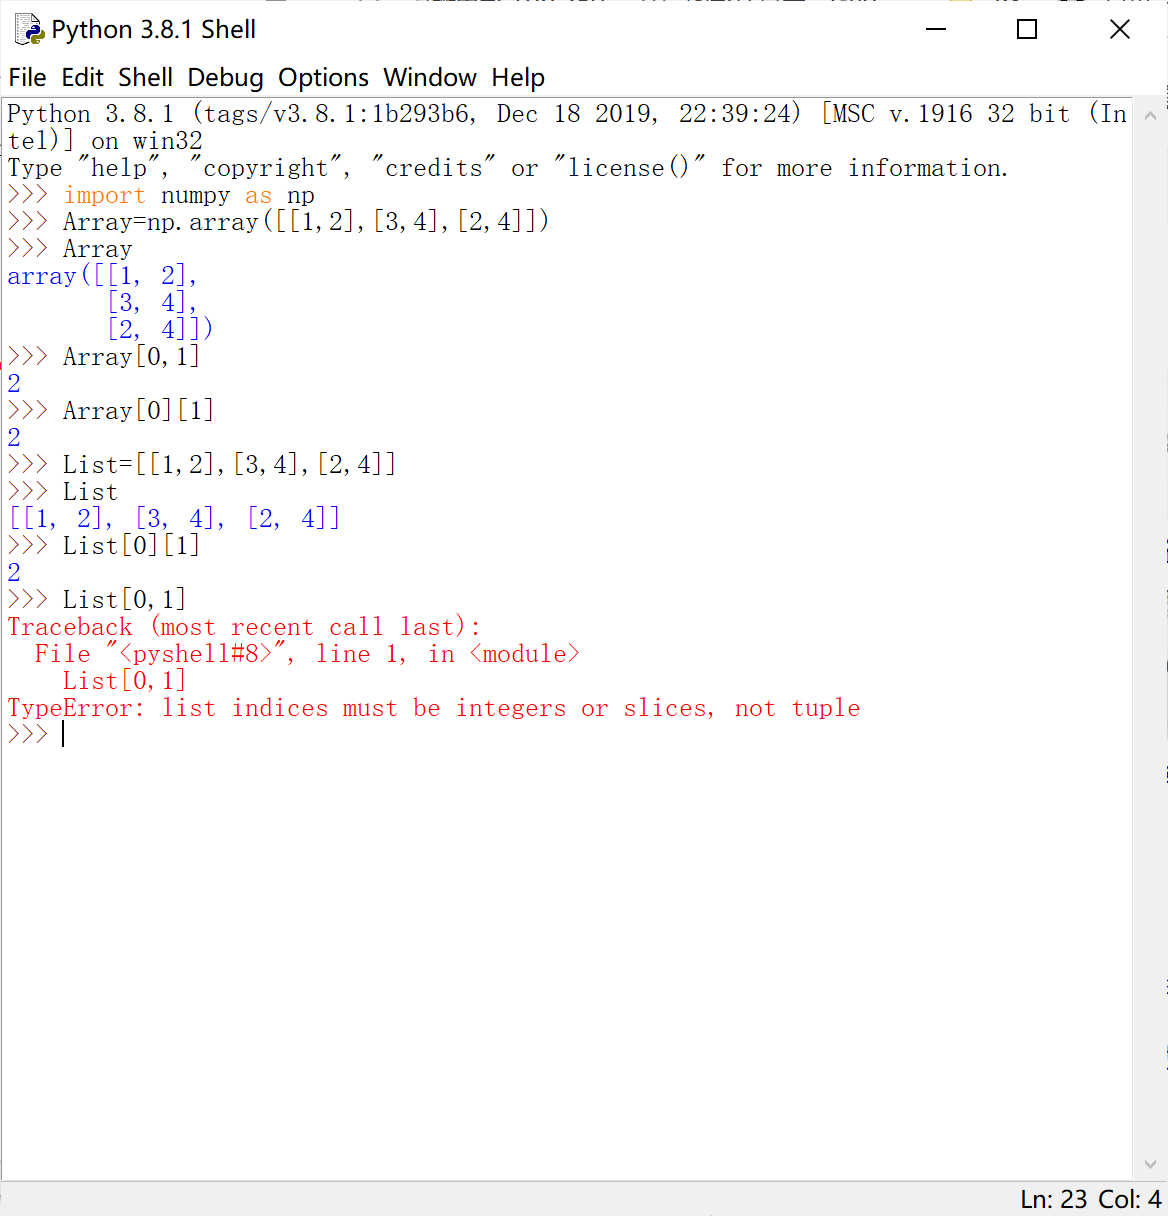 Python 3.8.1 Shell
File Edit Shell Debug Options Window Help
Python 3.8.1 (tags/v3.8.1:1b293b6, Dec 18 2019, 22:39:24) [MSC v.1916 32 bit (In
tel)] on win32
Type "help", "copyright", "credits" or "license()" for more information.
>>> import numpy as np
>>> Array=np.array([[1,2],[3,4],[2,4]])
>>> Array
array([[1, 2],
       [3, 4],
       [2, 4]])
>>> Array[0,1]
2
>>> Array[0][1]
2
>>> List=[[1,2],[3,4],[2,4]]
>>> List
[[1, 2], [3, 4], [2, 4]]
>>> List[0][1]
2
>>> List[0,1]
Traceback (most recent call last):
  File "<pyshell#8>", line 1, in <module>
    List[0,1]
TypeError: list indices must be integers or slices, not tuple
>>>
Ln: 23 Col: 4